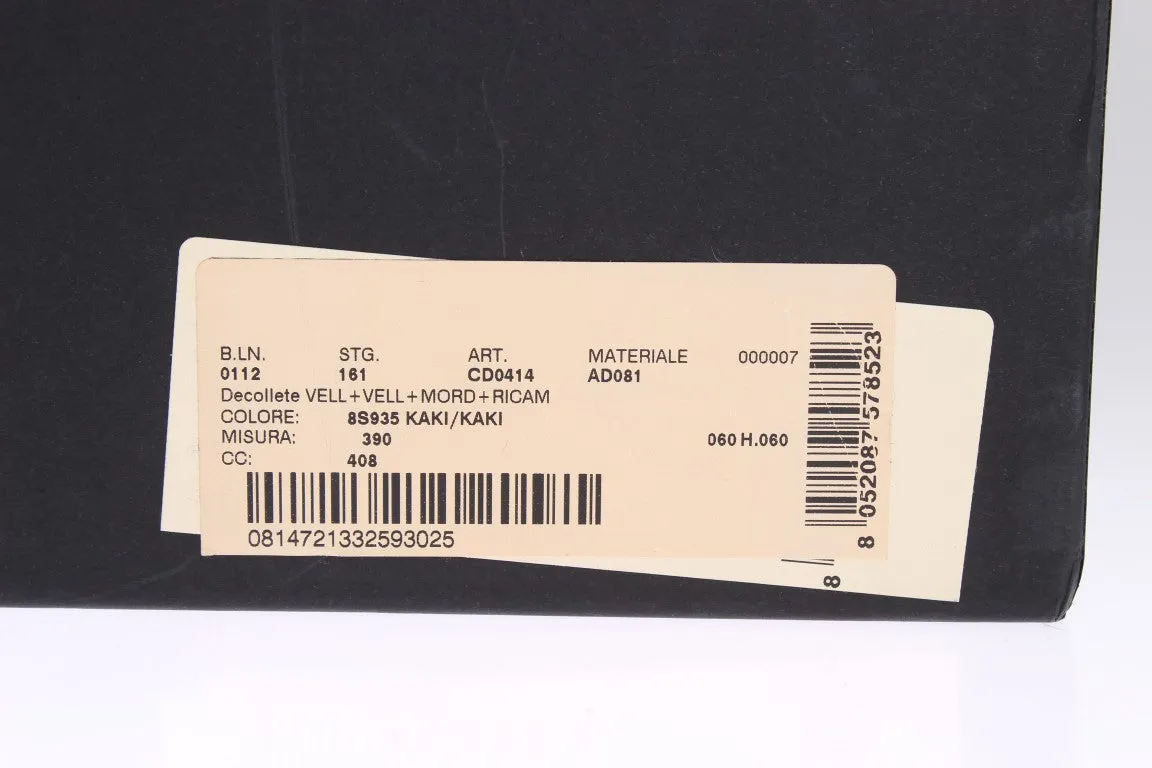 B.LN. STG. ART. MATERIALE 000007
0112 161 CD0414 AD081
Decollete VELL+VELL+MORD+RICAM
COLORE: 8S935 KAKI/KAKI
MISURA: 390 060 H.060
CC: 408
0814721332593025
8 052087 578523
8